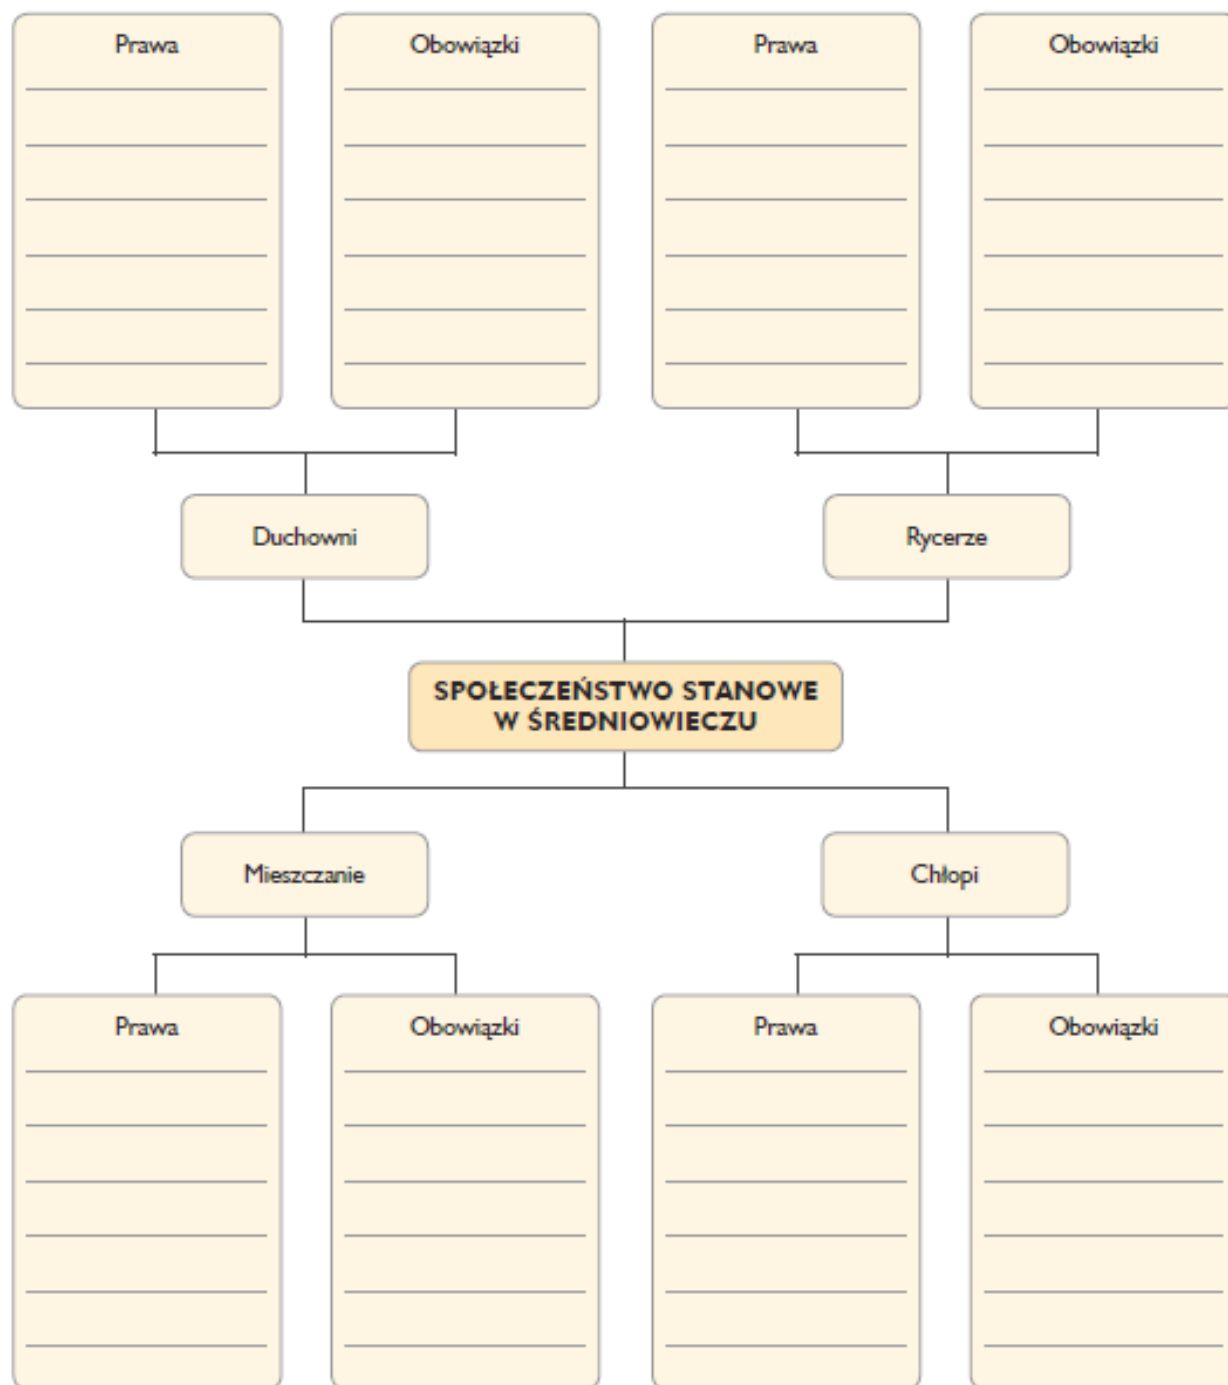 Prawa
Obowiązki
Prawa
Obowiązki
Duchowni
Rycerze
SPOŁECZEŃSTWO STANOWE
W ŚREDNIOWIECZU
Mieszczanie
Chłopi
Prawa
Obowiązki
Prawa
Obowiązki